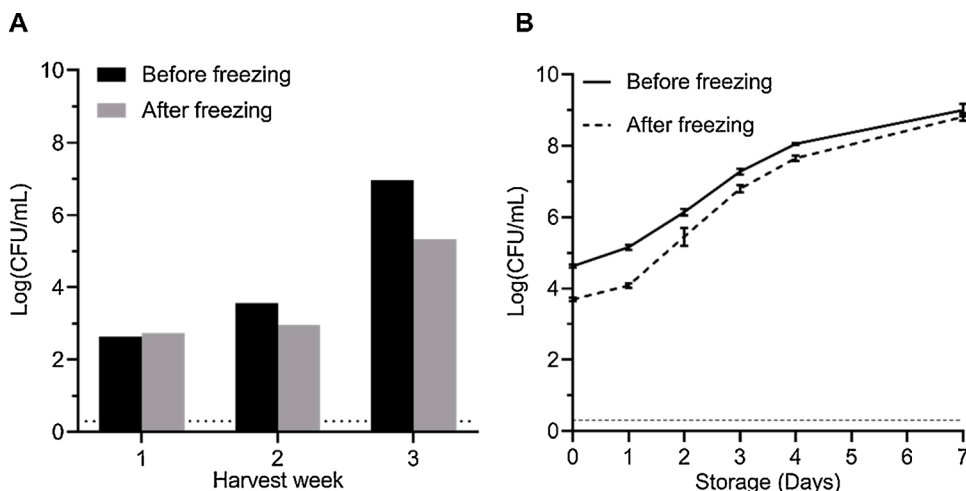 A
Before freezing
After freezing
Log(CFU/mL)
10
8
6
4
2
0
1 2 3
Harvest week
B
Before freezing
After freezing
Log(CFU/mL)
10
8
6
4
2
0
0 1 2 3 4 5 6 7
Storage (Days)